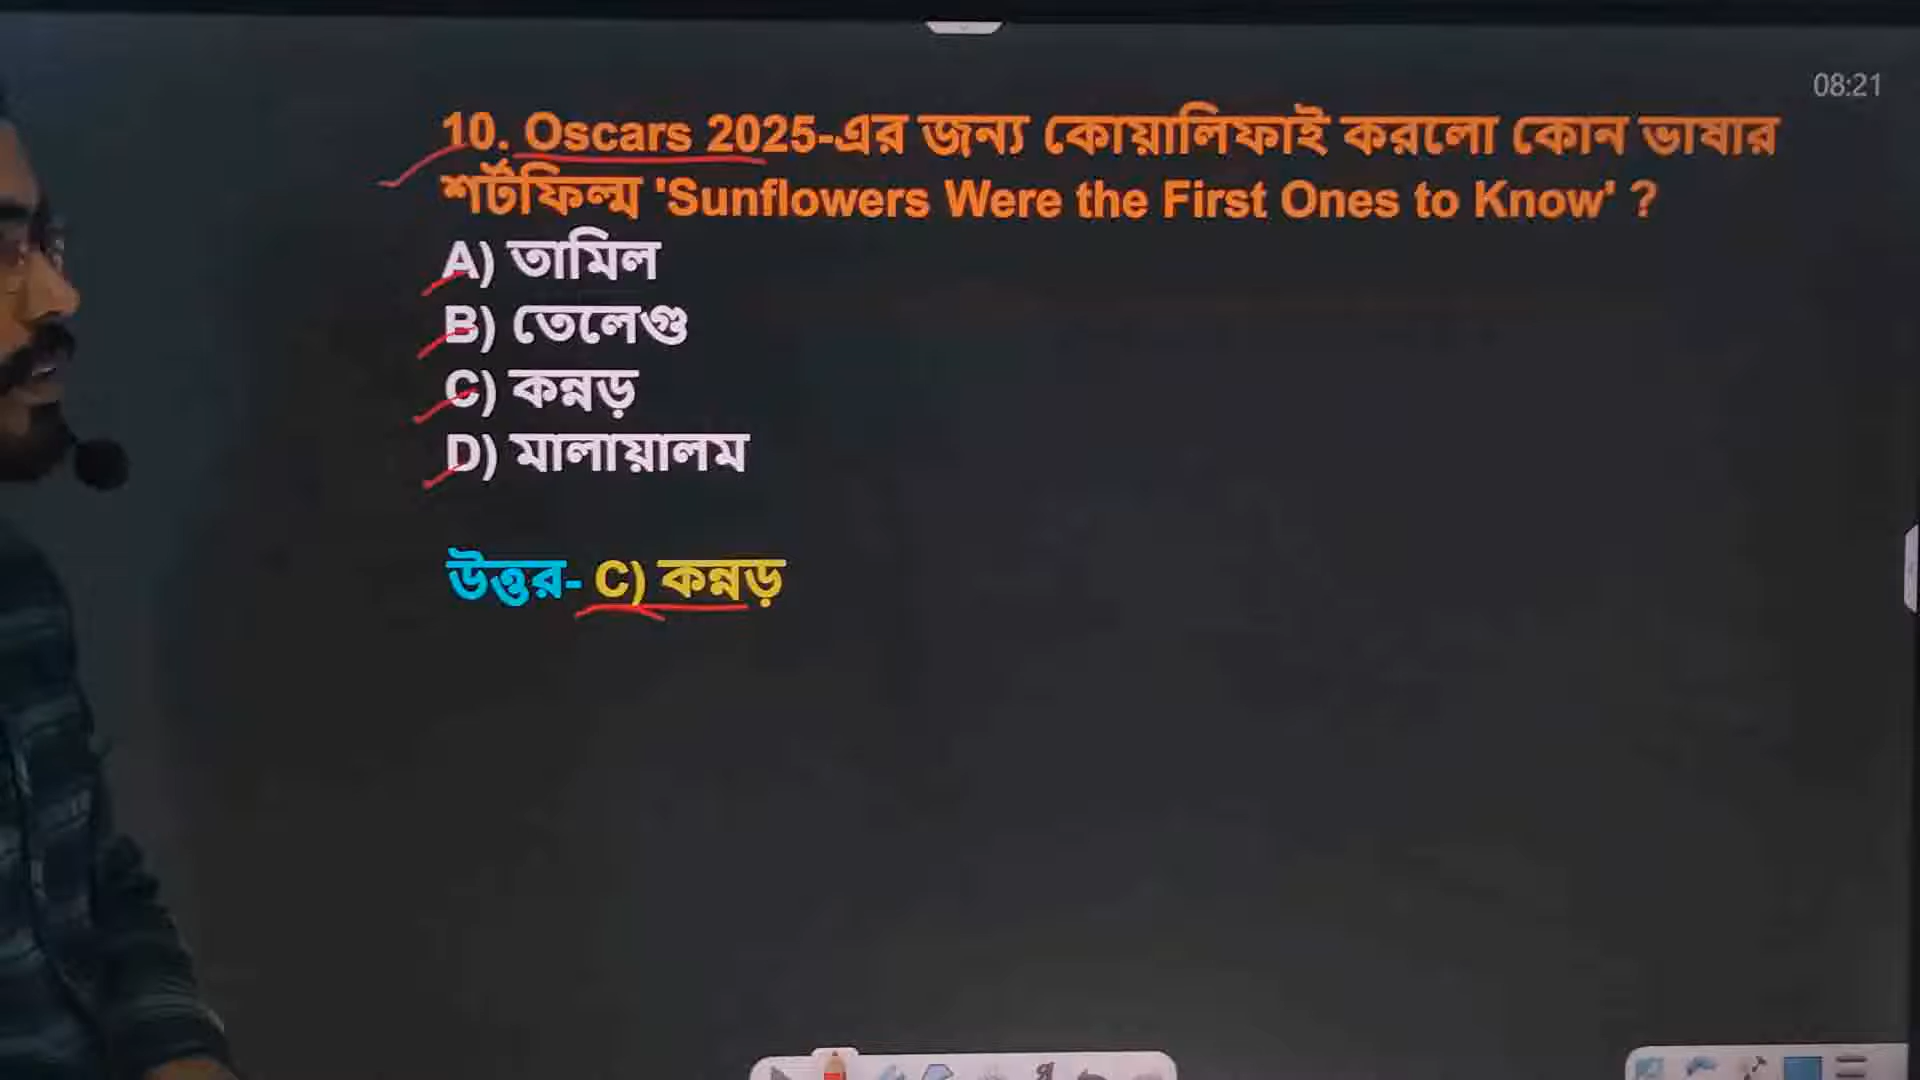 08:21
10. Oscars 2025-এর জন্য কোয়ালিফাই করলো কোন ভাষার
শর্টফিল্ম 'Sunflowers Were the First Ones to Know' ?
A) তামিল
B) তেলেগু
C) কন্নড়
D) মালায়ালম
উত্তর- C) কন্নড়